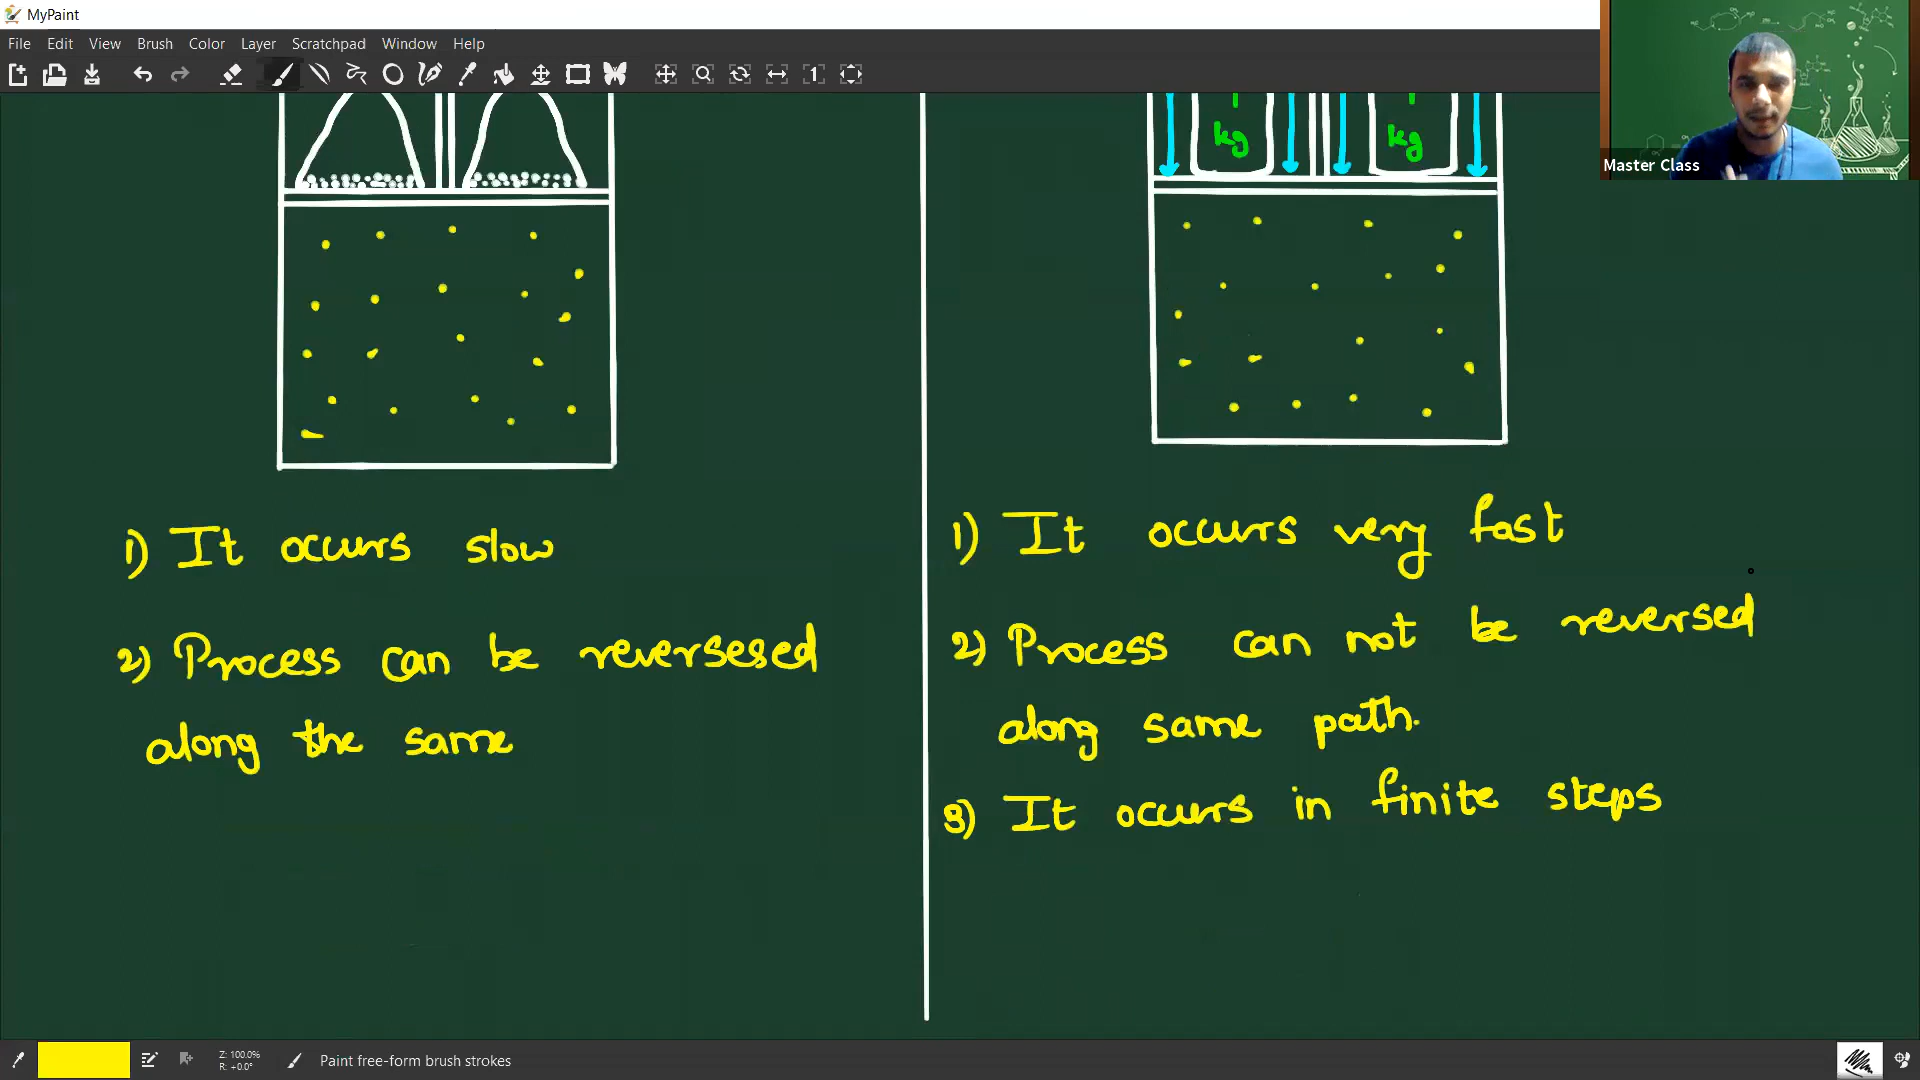 MyPaint
File Edit View Brush Color Layer Scratchpad Window Help
1
kg
kg
Master Class
1) It occurs slow
2) Process can be reversesed
along the same
1) It occurs very fast
2) Process can not be reversed
along same path.
3) It occurs in finite steps
Z: 100.0%
R: +0.0°
Paint free-form brush strokes